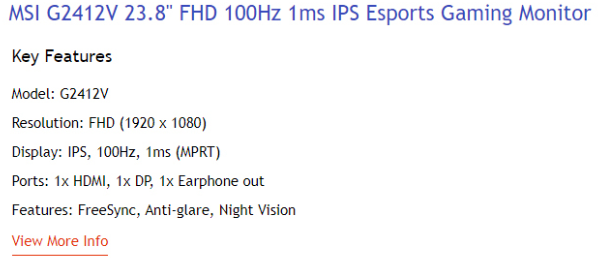 MSI G2412V 23.8" FHD 100Hz 1ms IPS Esports Gaming Monitor
Key Features
Model: G2412V
Resolution: FHD (1920 x 1080)
Display: IPS, 100Hz, 1ms (MPRT)
Ports: 1x HDMI, 1x DP, 1x Earphone out
Features: FreeSync, Anti-glare, Night Vision
View More Info